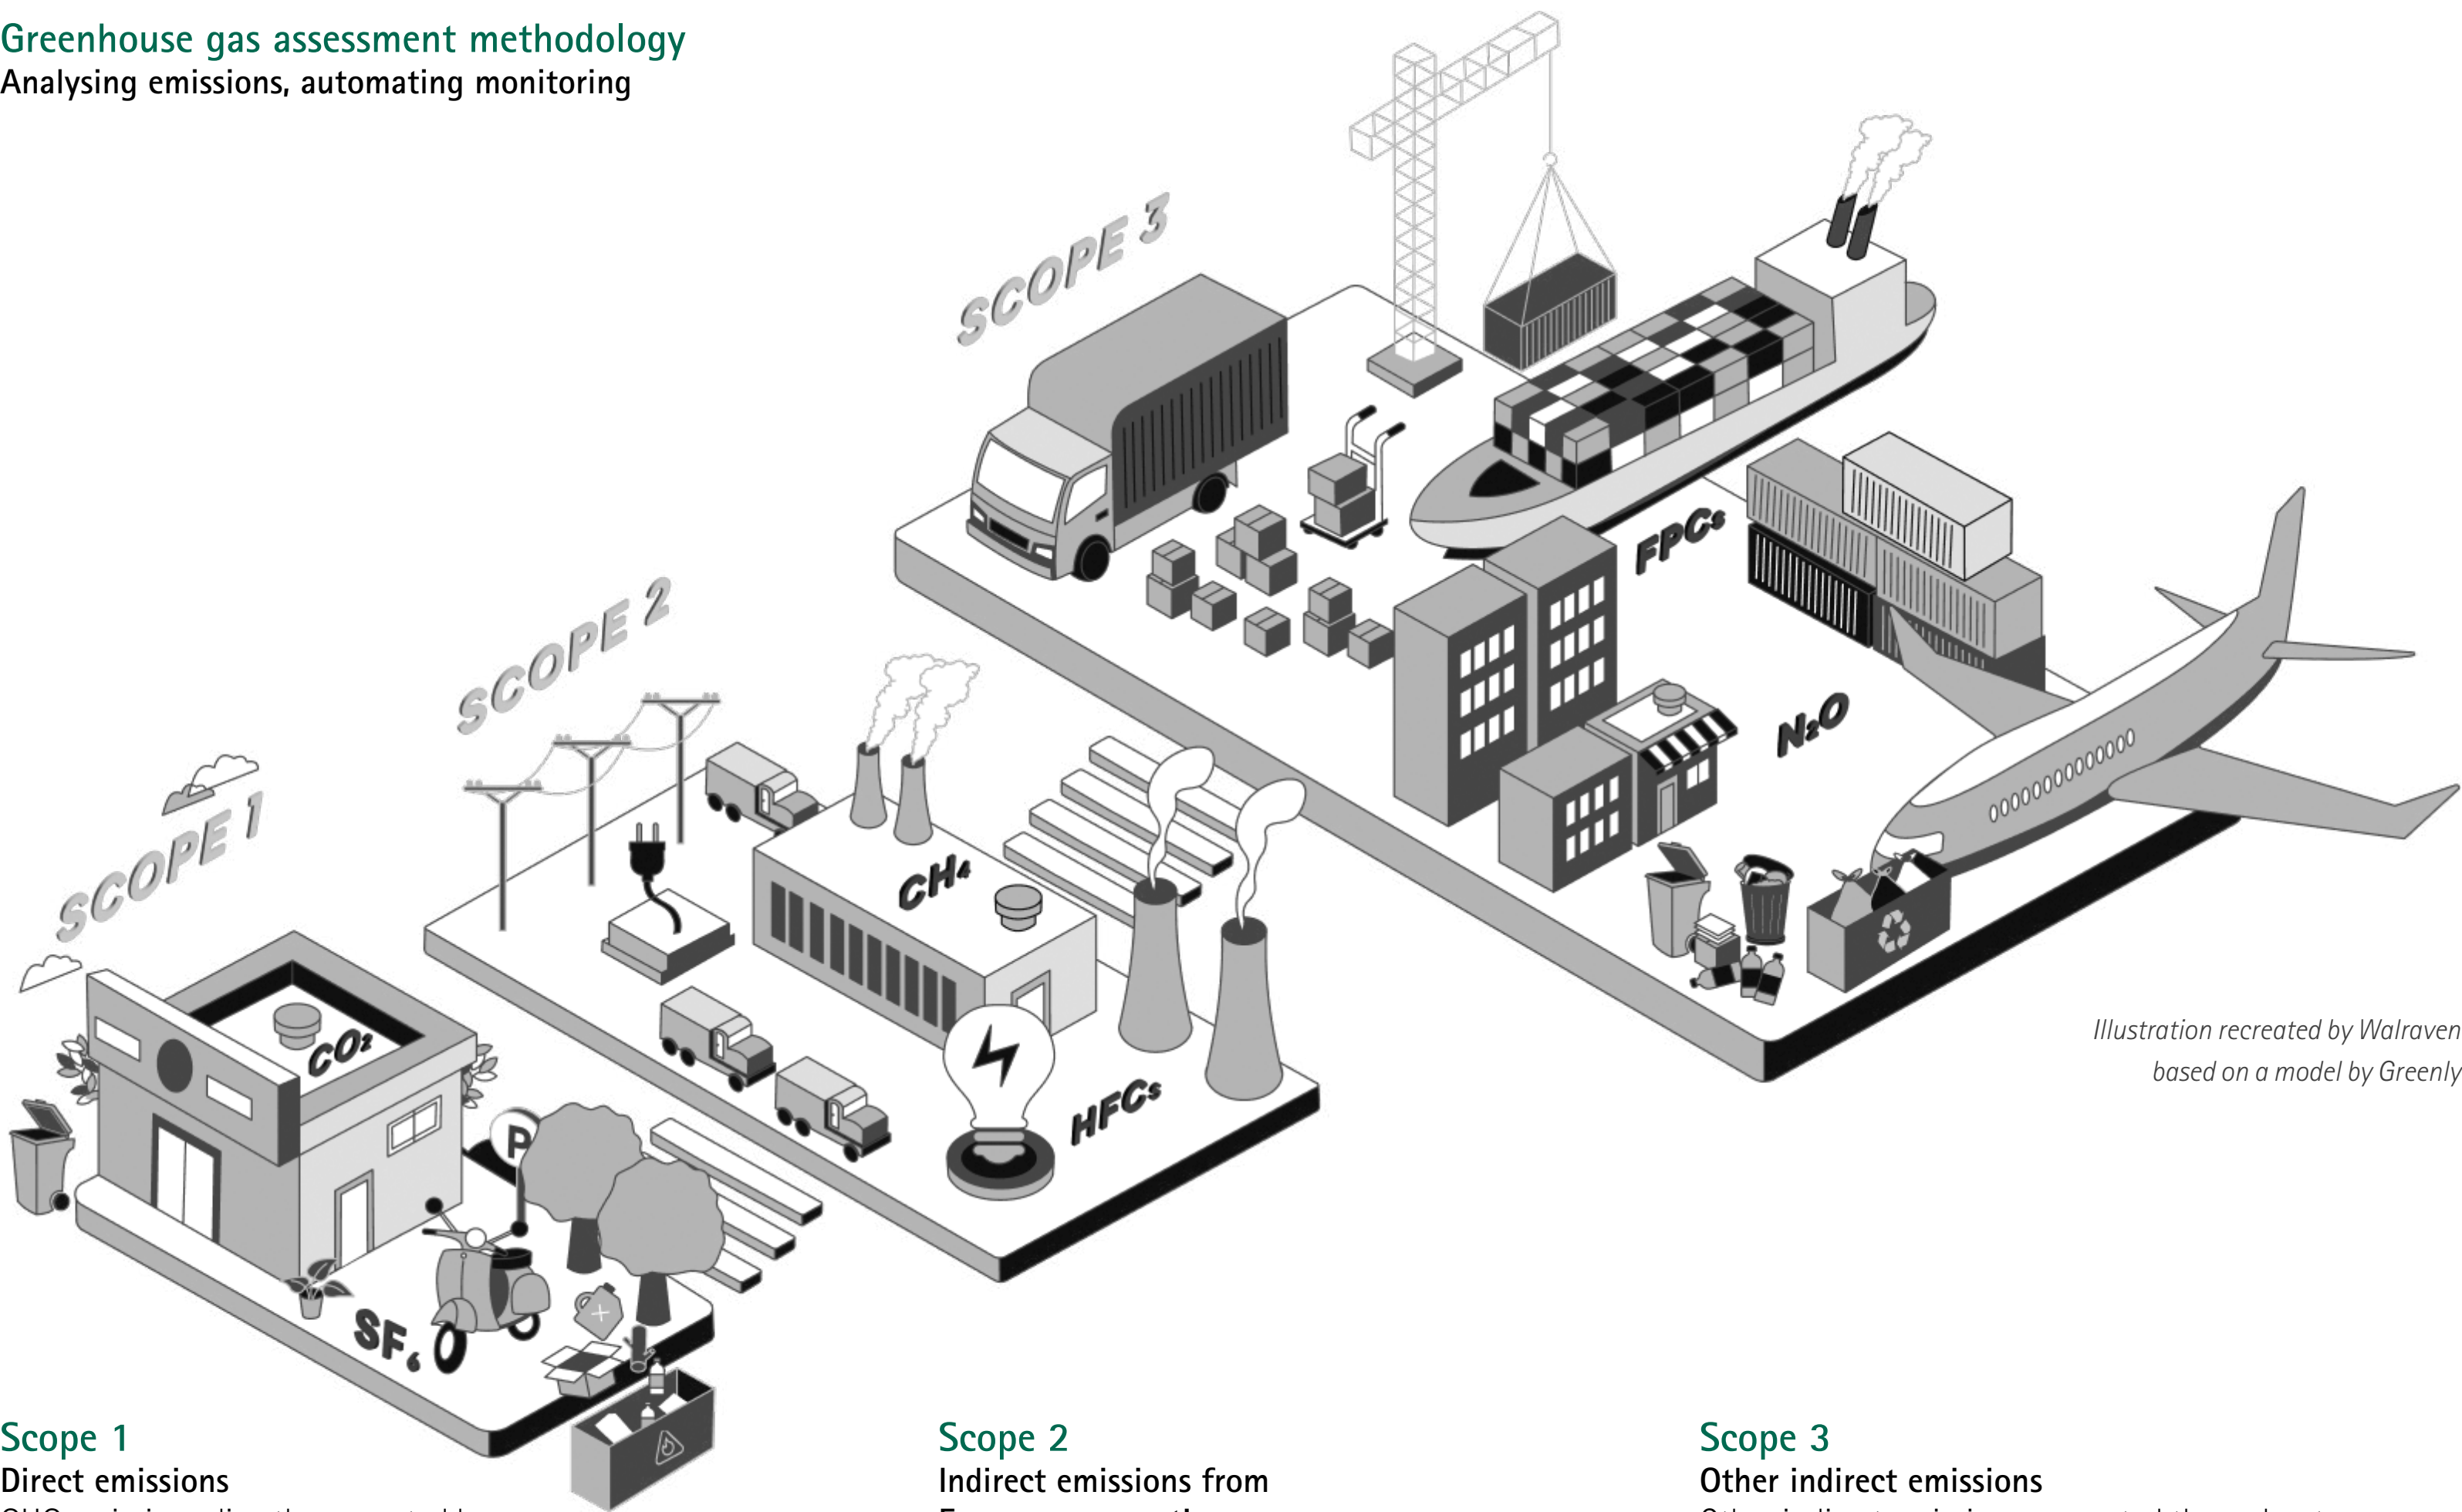 Greenhouse gas assessment methodology
Analysing emissions, automating monitoring
SCOPE 3
SCOPE 2
SCOPE 1
FPCs
N2O
CH4
CO2
HFCs
P
SF6
Illustration recreated by Walraven
based on a model by Greenly
Scope 1
Direct emissions
Scope 2
Indirect emissions from
Scope 3
Other indirect emissions